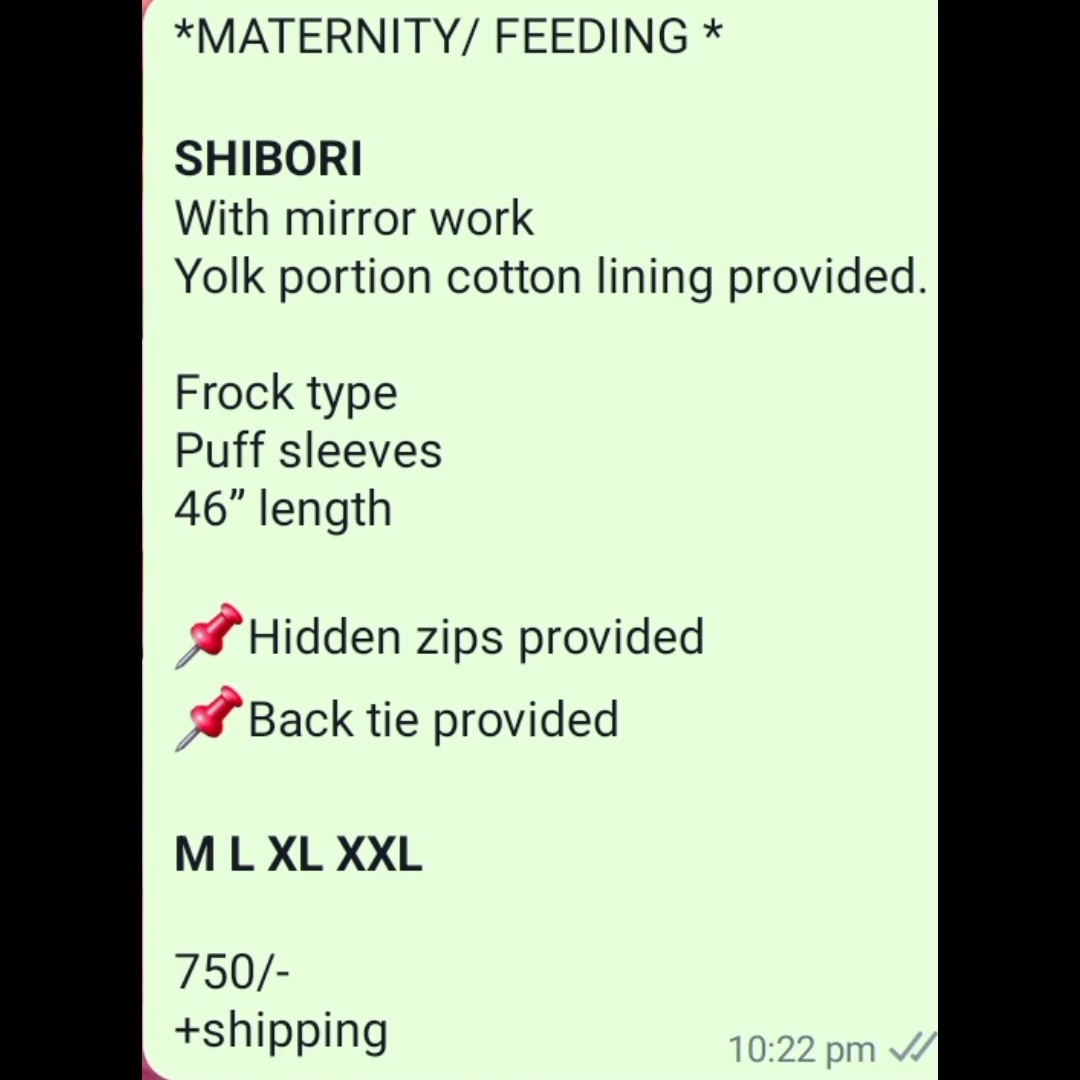 *MATERNITY/ FEEDING *
SHIBORI
With mirror work
Yolk portion cotton lining provided.
Frock type
Puff sleeves
46” length
📌Hidden zips provided
📌Back tie provided
M L XL XXL
750/-
+shipping
10:22 pm